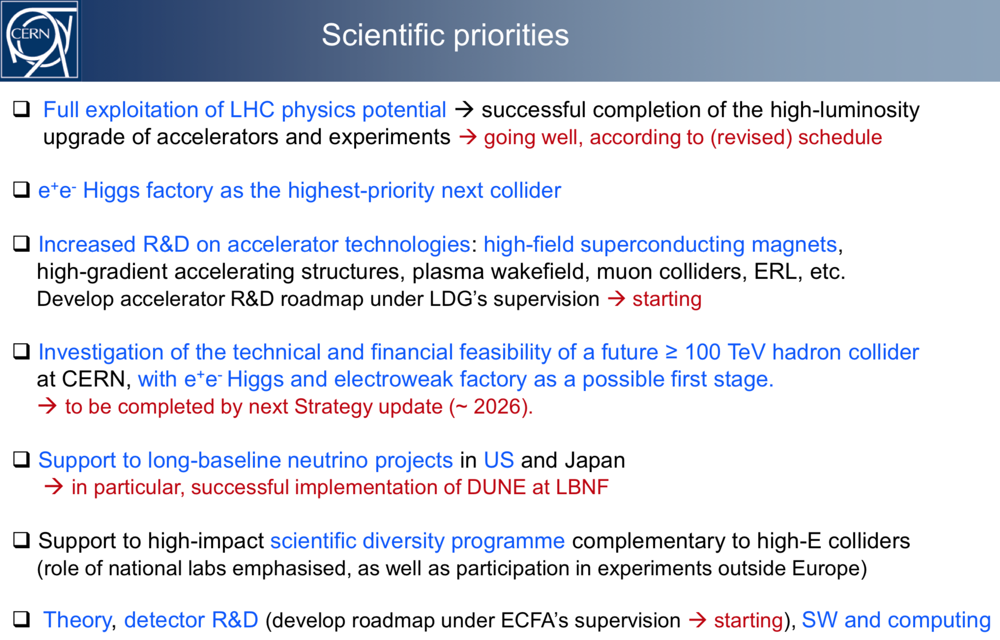 CERN
Scientific priorities
❑ Full exploitation of LHC physics potential → successful completion of the high-luminosity
upgrade of accelerators and experiments → going well, according to (revised) schedule
❑ e⁺e⁻ Higgs factory as the highest-priority next collider
❑ Increased R&D on accelerator technologies: high-field superconducting magnets,
high-gradient accelerating structures, plasma wakefield, muon colliders, ERL, etc.
Develop accelerator R&D roadmap under LDG’s supervision → starting
❑ Investigation of the technical and financial feasibility of a future ≥ 100 TeV hadron collider
at CERN, with e⁺e⁻ Higgs and electroweak factory as a possible first stage.
→ to be completed by next Strategy update (~ 2026).
❑ Support to long-baseline neutrino projects in US and Japan
→ in particular, successful implementation of DUNE at LBNF
❑ Support to high-impact scientific diversity programme complementary to high-E colliders
(role of national labs emphasised, as well as participation in experiments outside Europe)
❑ Theory, detector R&D (develop roadmap under ECFA’s supervision → starting), SW and computing